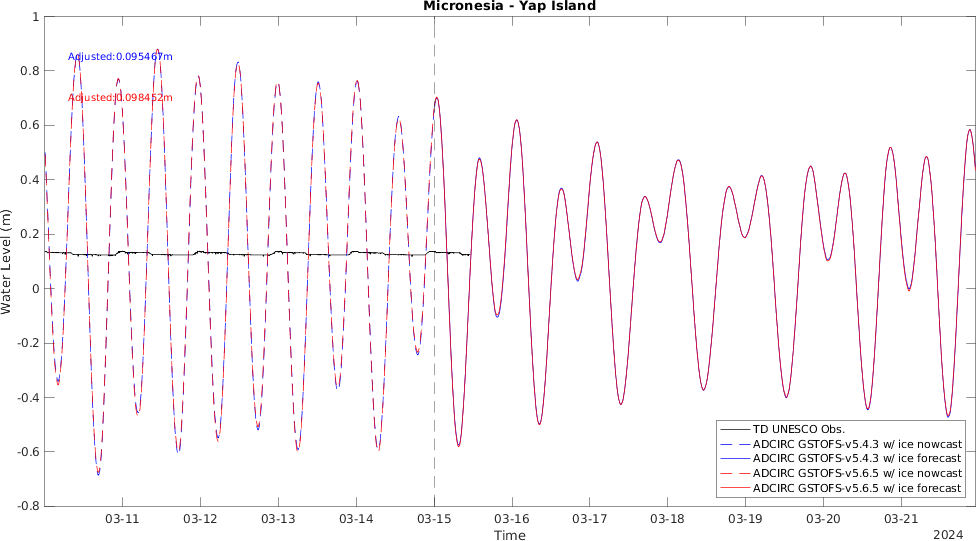 Micronesia - Yap Island
1
0.8
0.6
0.4
0.2
0
-0.2
-0.4
-0.6
-0.8
Water Level (m)
Adjusted:0.095467m
Adjusted:0.098452m
TD UNESCO Obs.
ADCIRC GSTOFS-v5.4.3 w/ ice nowcast
ADCIRC GSTOFS-v5.4.3 w/ ice forecast
ADCIRC GSTOFS-v5.6.5 w/ ice nowcast
ADCIRC GSTOFS-v5.6.5 w/ ice forecast
03-11 03-12 03-13 03-14 03-15 03-16 03-17 03-18 03-19 03-20 03-21
Time
2024